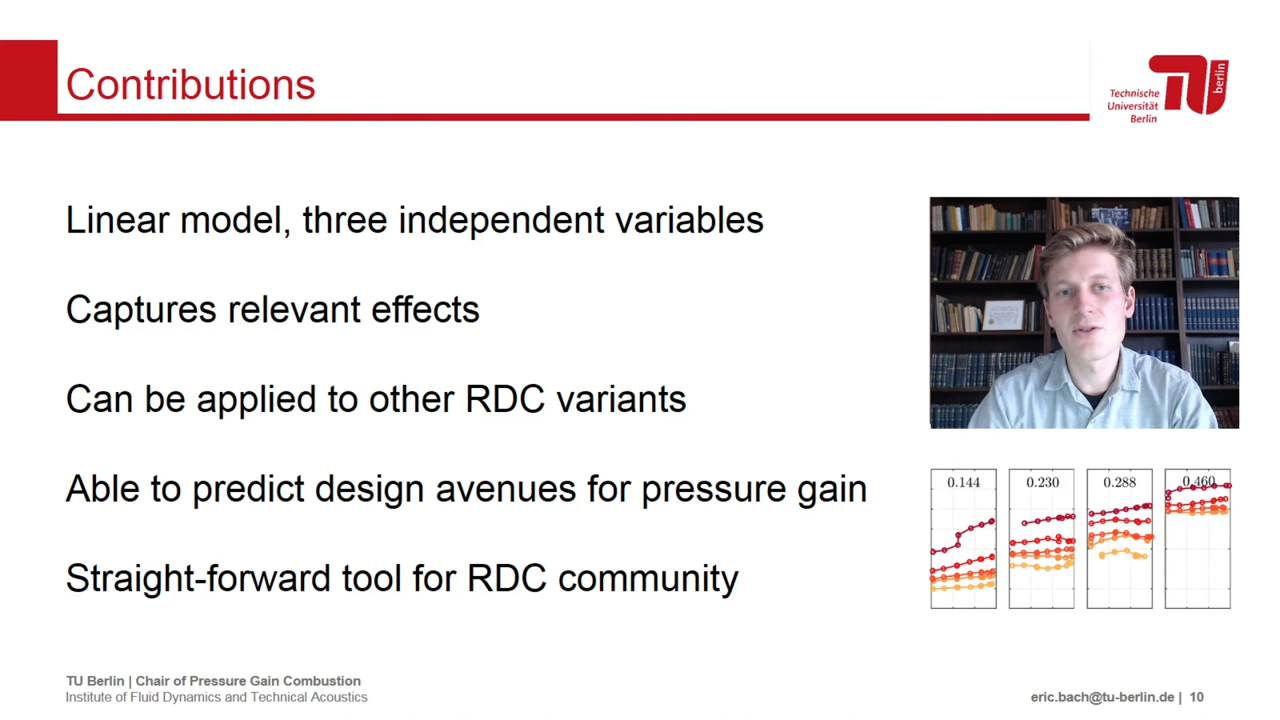 Contributions
Technische
Universität
Berlin
berlin
Linear model, three independent variables
Captures relevant effects
Can be applied to other RDC variants
Able to predict design avenues for pressure gain
Straight-forward tool for RDC community
0.144
0.230
0.288
0.460
TU Berlin | Chair of Pressure Gain Combustion
Institute of Fluid Dynamics and Technical Acoustics
eric.bach@tu-berlin.de | 10